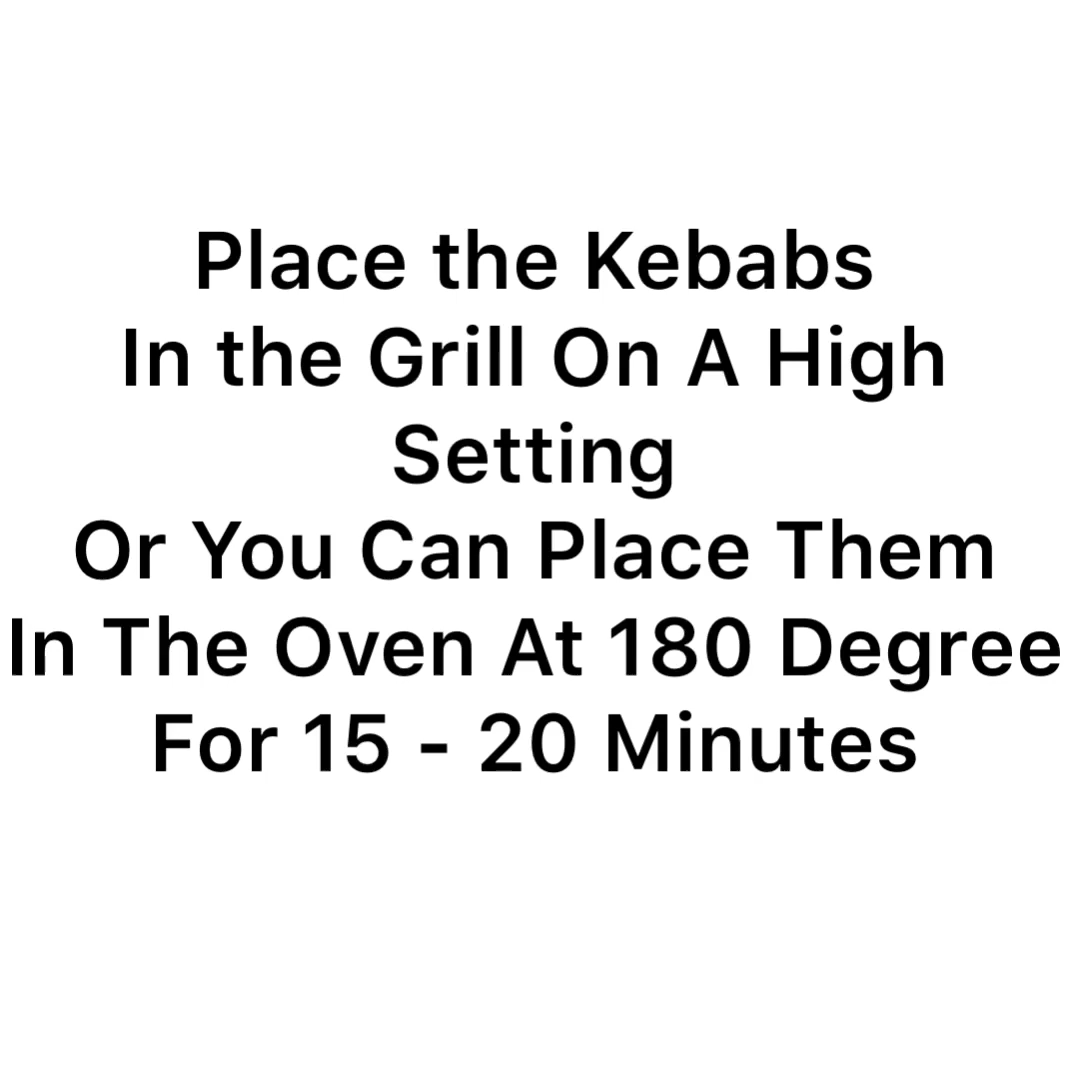 Place the Kebabs
In the Grill On A High
Setting
Or You Can Place Them
In The Oven At 180 Degree
For 15 - 20 Minutes